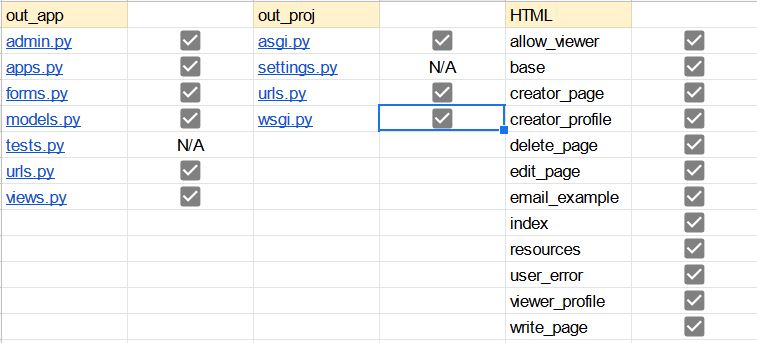 out_app out_proj HTML
admin.py asgi.py allow_viewer
apps.py settings.py N/A base
forms.py urls.py creator_page
models.py wsgi.py creator_profile
tests.py N/A delete_page
urls.py edit_page
views.py email_example
index
resources
user_error
viewer_profile
write_page